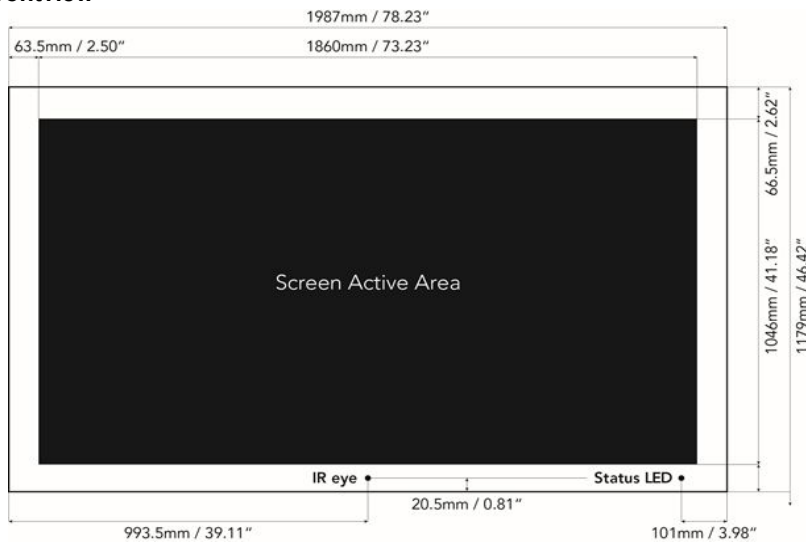 1987mm / 78.23″
63.5mm / 2.50″
1860mm / 73.23″
66.5mm / 2.62″
Screen Active Area
1046mm / 41.18″
1179mm / 46.42″
IR eye
Status LED
20.5mm / 0.81″
993.5mm / 39.11″
101mm / 3.98″